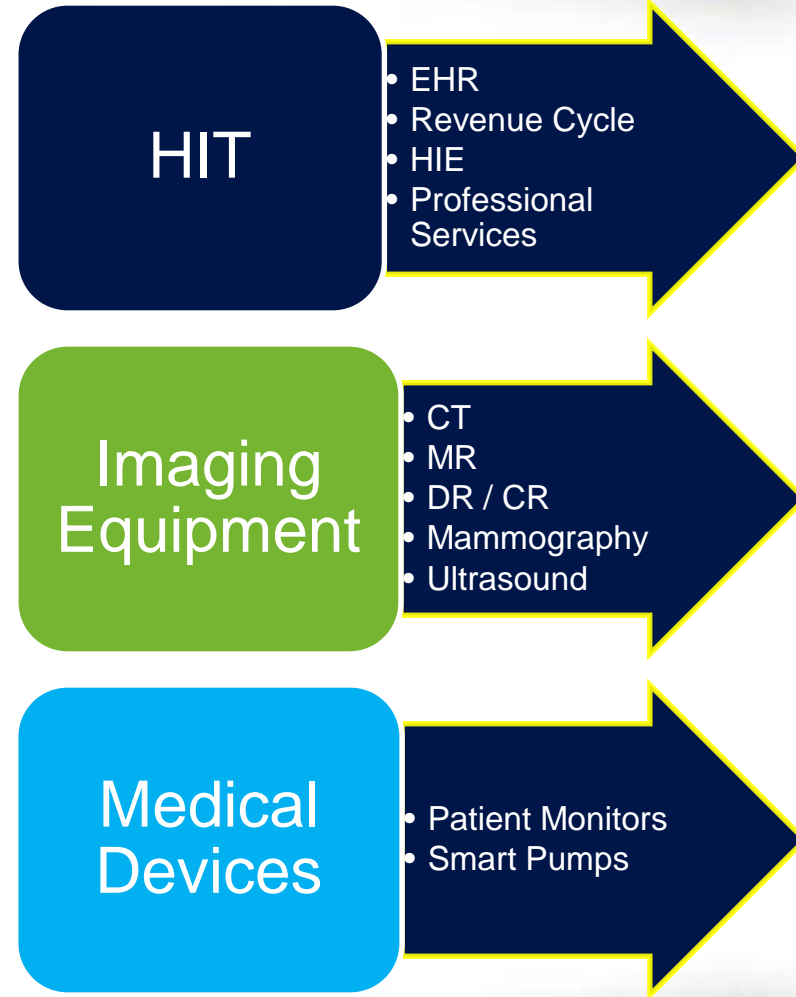 HIT
• EHR
• Revenue Cycle
• HIE
• Professional
Services
Imaging
Equipment
• CT
• MR
• DR / CR
• Mammography
• Ultrasound
Medical
Devices
• Patient Monitors
• Smart Pumps